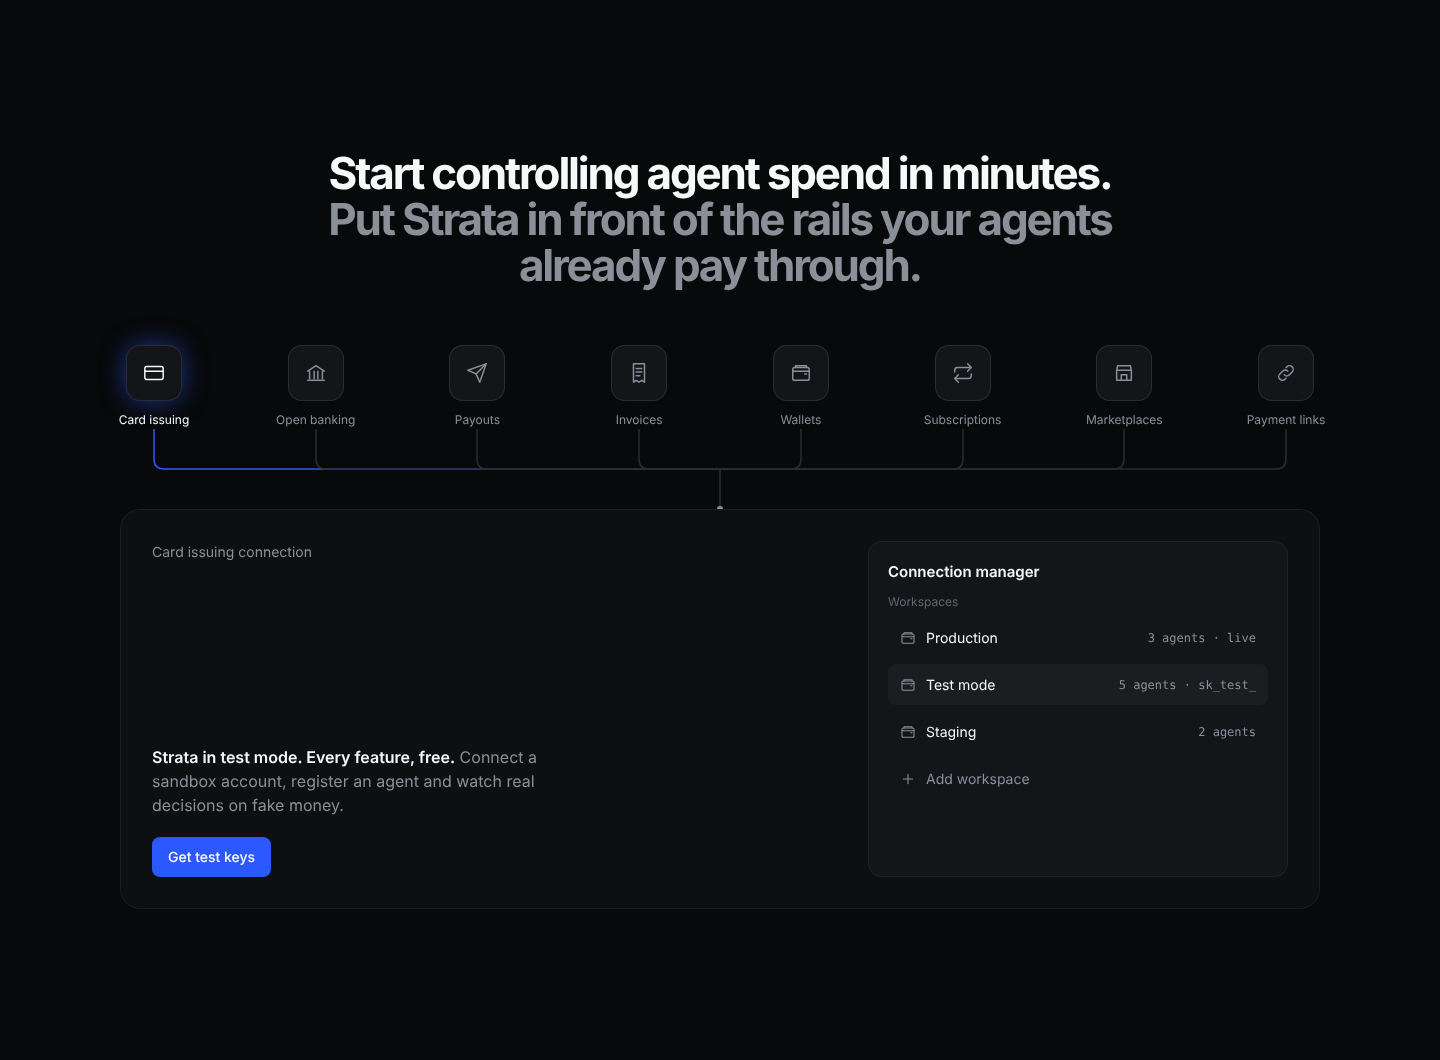 Start controlling agent spend in minutes.
Put Strata in front of the rails your agents
already pay through.
Card issuing
Open banking
Payouts
Invoices
Wallets
Subscriptions
Marketplaces
Payment links
Card issuing connection
Strata in test mode. Every feature, free. Connect a
sandbox account, register an agent and watch real
decisions on fake money.
Get test keys
Connection manager
Workspaces
Production 3 agents · live
Test mode 5 agents · sk_test_
Staging 2 agents
Add workspace